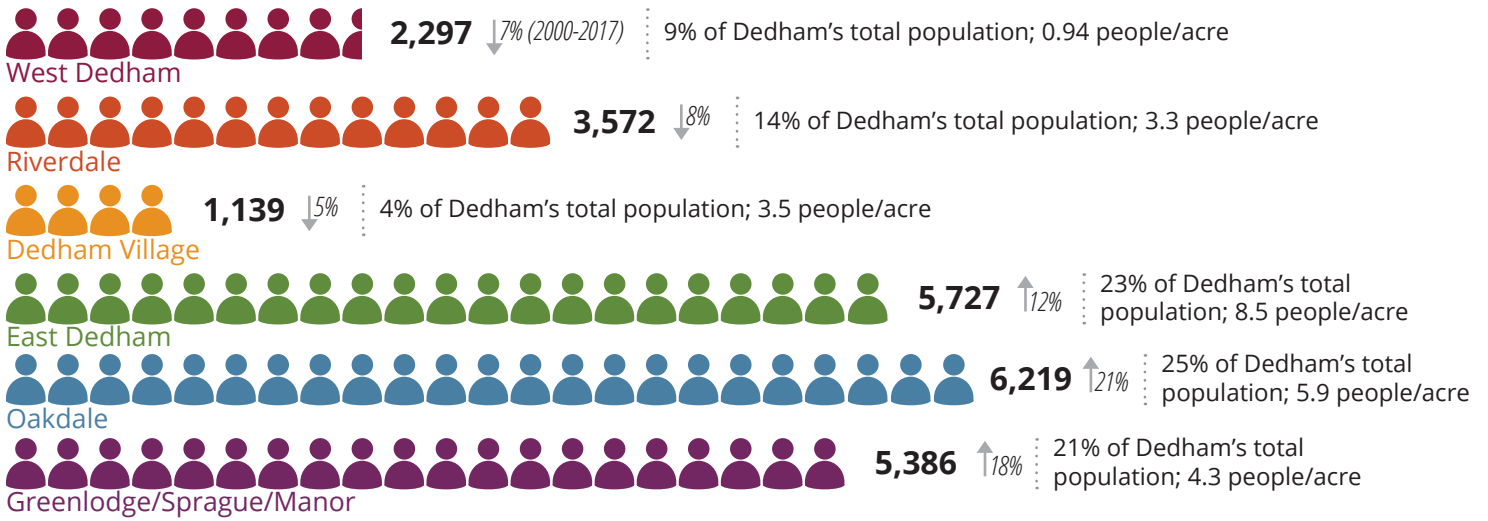 2,297 7% (2000-2017) 9% of Dedham’s total population; 0.94 people/acre
West Dedham
3,572 8% 14% of Dedham’s total population; 3.3 people/acre
Riverdale
1,139 5% 4% of Dedham’s total population; 3.5 people/acre
Dedham Village
5,727 12% 23% of Dedham’s total
population; 8.5 people/acre
East Dedham
6,219 21% 25% of Dedham’s total
population; 5.9 people/acre
Oakdale
5,386 18% 21% of Dedham’s total
population; 4.3 people/acre
Greenlodge/Sprague/Manor